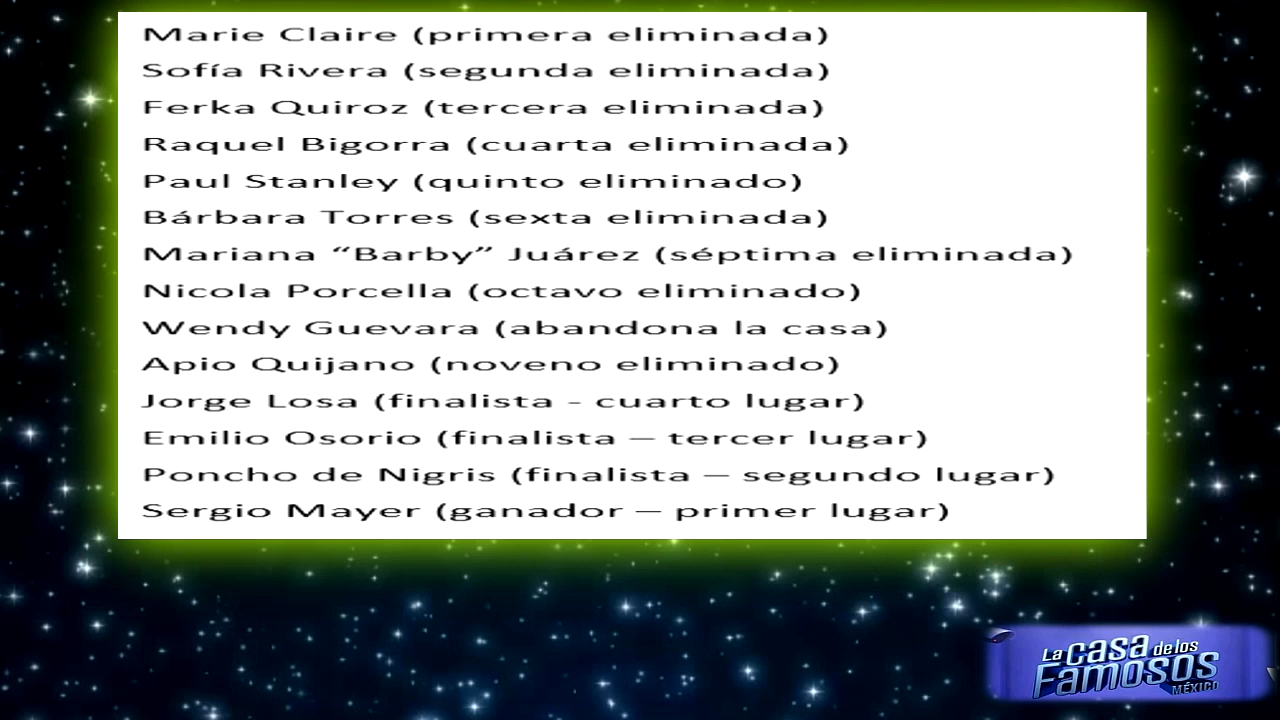 Marie Claire (primera eliminada)
Sofía Rivera (segunda eliminada)
Ferka Quiroz (tercera eliminada)
Raquel Bigorra (cuarta eliminada)
Paul Stanley (quinto eliminado)
Bárbara Torres (sexta eliminada)
Mariana “Barby” Juárez (séptima eliminada)
Nicola Porcella (octavo eliminado)
Wendy Guevara (abandona la casa)
Apio Quijano (noveno eliminado)
Jorge Losa (finalista - cuarto lugar)
Emilio Osorio (finalista – tercer lugar)
Poncho de Nigris (finalista – segundo lugar)
Sergio Mayer (ganador – primer lugar)
La casa de los
Famosos
MÉXICO